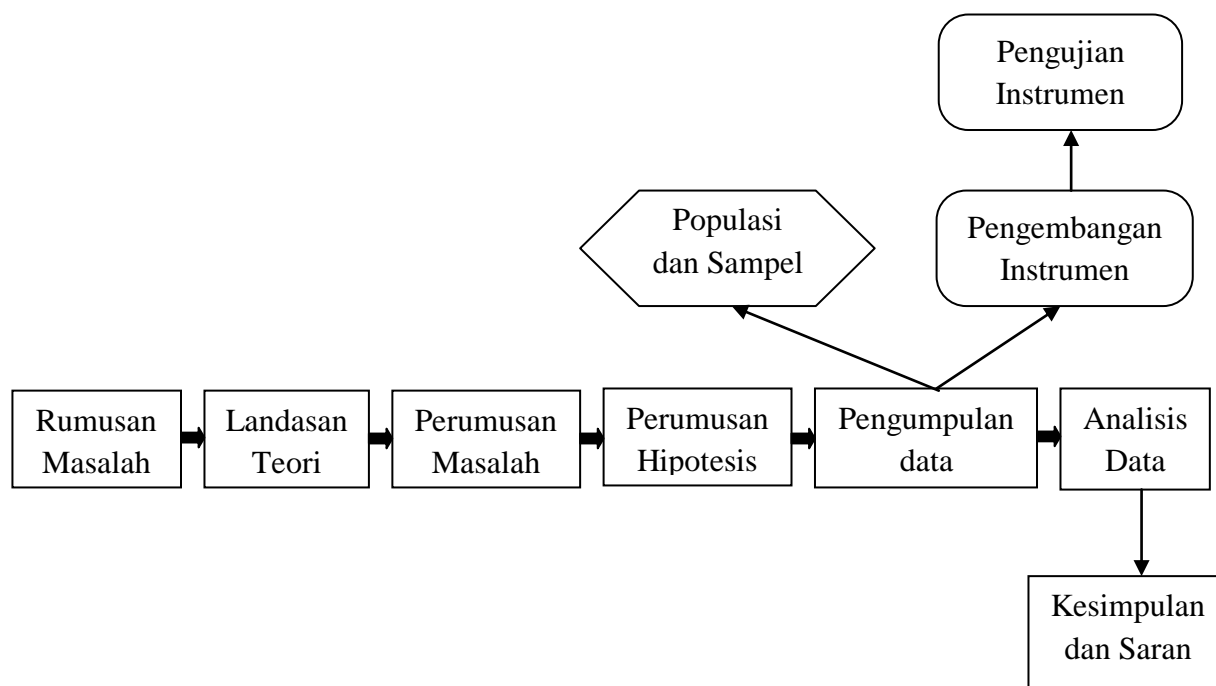 Pengujian
Instrumen
Populasi
dan Sampel
Pengembangan
Instrumen
Rumusan
Masalah
Landasan
Teori
Perumusan
Masalah
Perumusan
Hipotesis
Pengumpulan
data
Analisis
Data
Kesimpulan
dan Saran